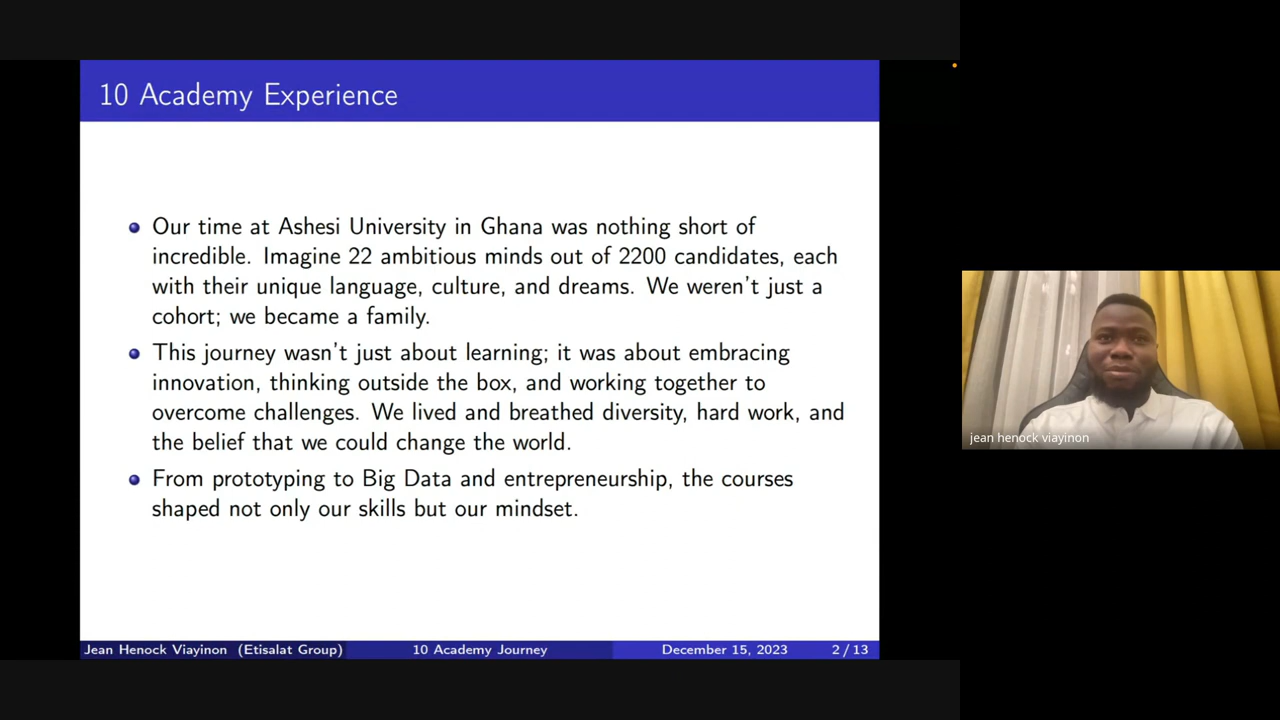 10 Academy Experience
Our time at Ashesi University in Ghana was nothing short of
incredible. Imagine 22 ambitious minds out of 2200 candidates, each
with their unique language, culture, and dreams. We weren't just a
cohort; we became a family.
This journey wasn't just about learning; it was about embracing
innovation, thinking outside the box, and working together to
overcome challenges. We lived and breathed diversity, hard work, and
the belief that we could change the world.
From prototyping to Big Data and entrepreneurship, the courses
shaped not only our skills but our mindset.
Jean Henock Viayinon (Etisalat Group) 10 Academy Journey December 15, 2023 2 / 13
jean henock viayinon